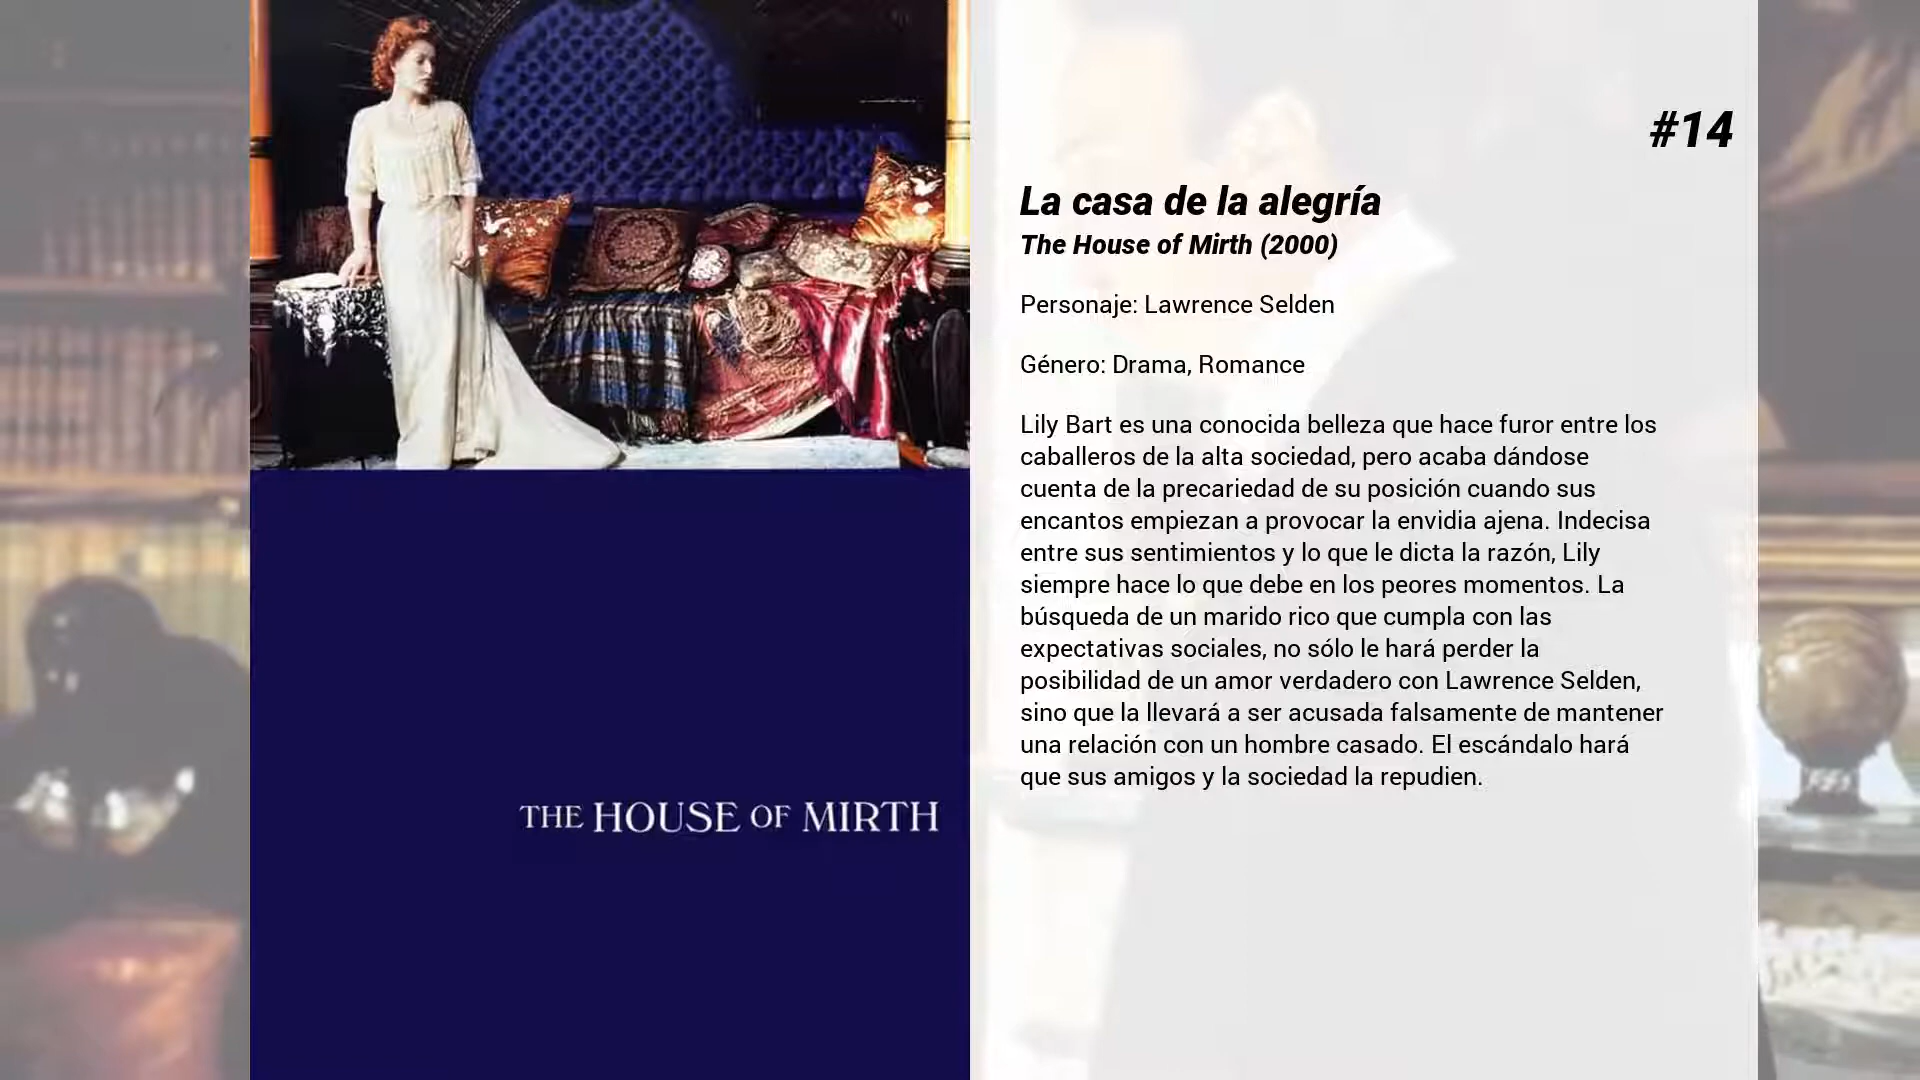 #14
La casa de la alegría
The House of Mirth (2000)
Personaje: Lawrence Selden
Género: Drama, Romance
Lily Bart es una conocida belleza que hace furor entre los
caballeros de la alta sociedad, pero acaba dándose
cuenta de la precariedad de su posición cuando sus
encantos empiezan a provocar la envidia ajena. Indecisa
entre sus sentimientos y lo que le dicta la razón, Lily
siempre hace lo que debe en los peores momentos. La
búsqueda de un marido rico que cumpla con las
expectativas sociales, no sólo le hará perder la
posibilidad de un amor verdadero con Lawrence Selden,
sino que la llevará a ser acusada falsamente de mantener
una relación con un hombre casado. El escándalo hará
que sus amigos y la sociedad la repudien.
THE HOUSE OF MIRTH